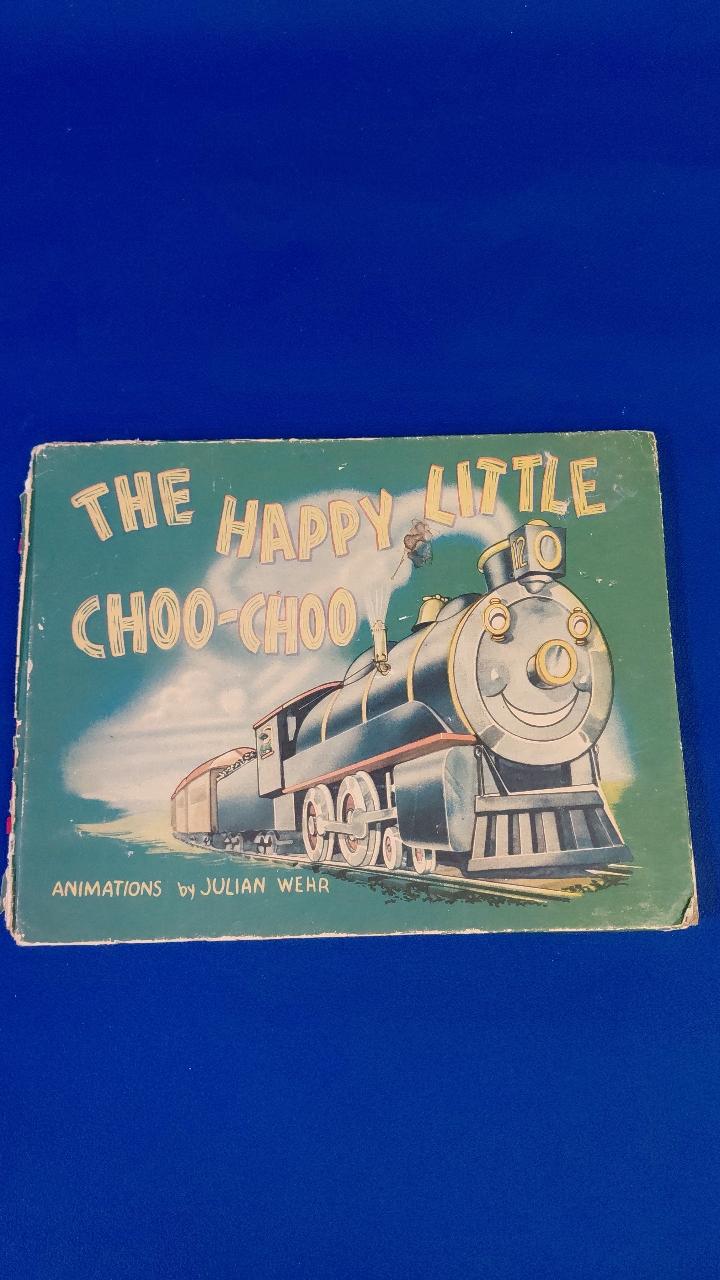 THE HAPPY LITTLE
CHOO-CHOO
ANIMATIONS by JULIAN WEHR